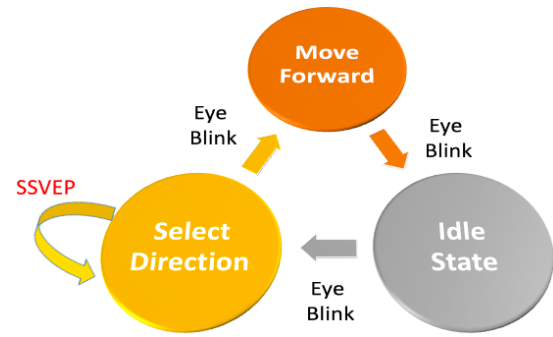 Move
Forward
Eye
Blink
Eye
Blink
SSVEP
Select
Direction
Idle
State
Eye
Blink